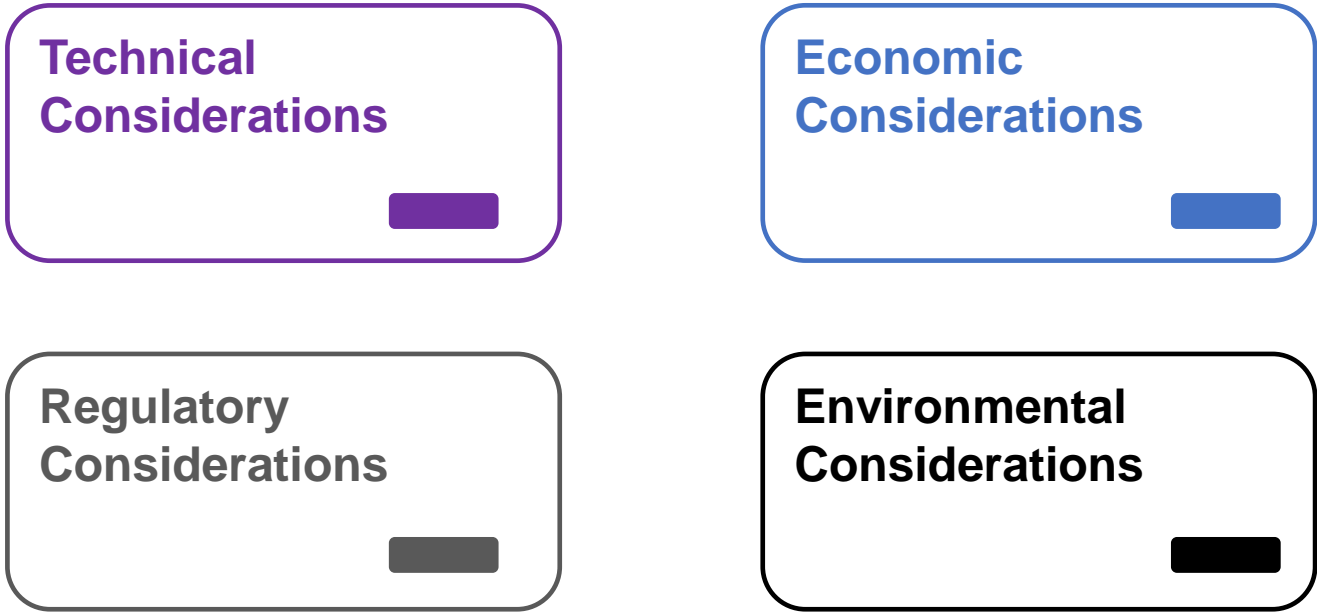 Technical
Considerations
Economic
Considerations
Regulatory
Considerations
Environmental
Considerations